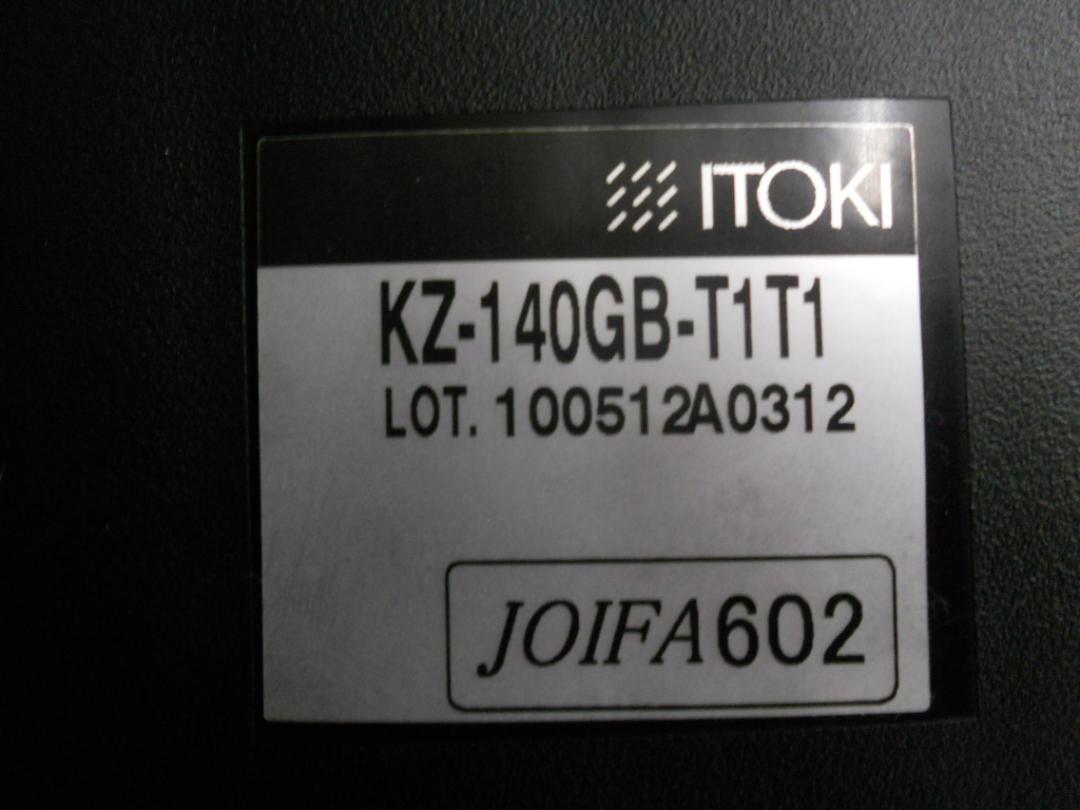 ITOKI
KZ-140GB-T1T1
LOT. 100512A0312
JOIFA602